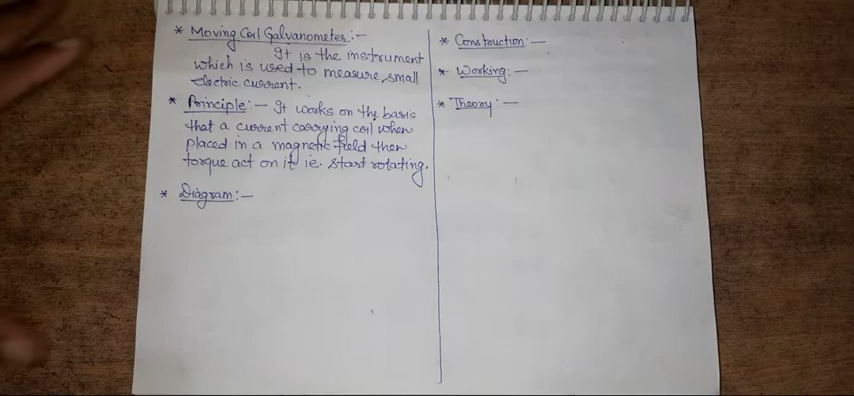 * Moving Coil Galvanometer:-
It is the instrument
which is used to measure small
electric current.
* Principle:- It works on the basis
that a current carrying coil when
placed in a magnetic field then
torque act on it ie. start rotating.
* Diagram:-
* Construction:-
* Working:-
* Theory:-